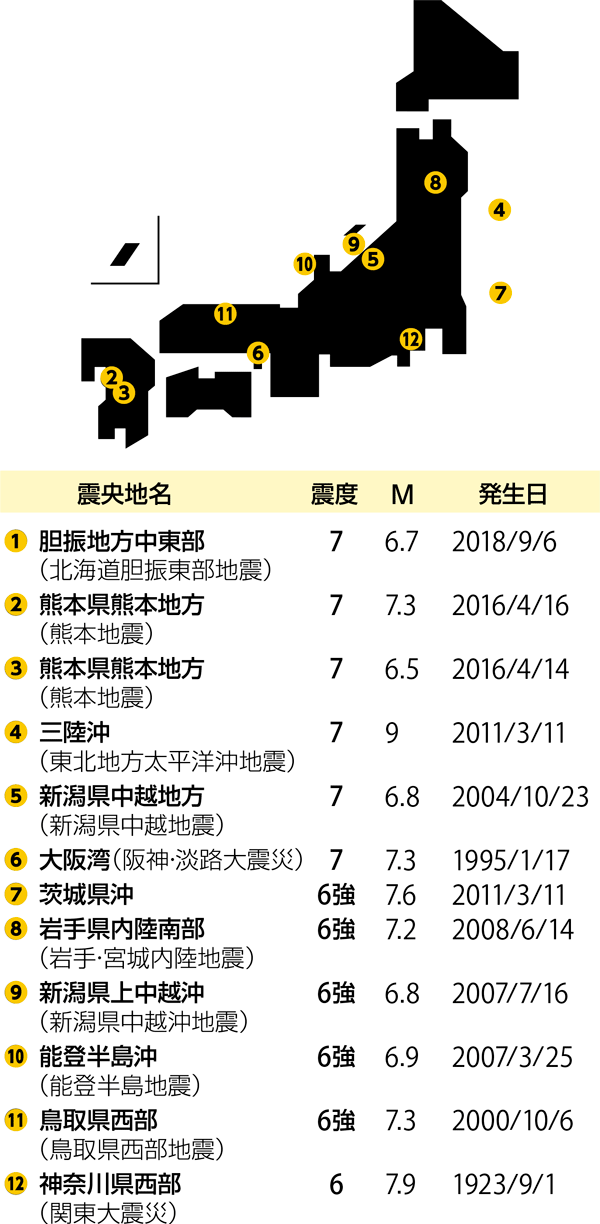 8
4
9
5
10
7
11
12
6
2
3
震央地名 震度 M 発生日
1 胆振地方中東部 7 6.7 2018/9/6
(北海道胆振東部地震)
2 熊本県熊本地方 7 7.3 2016/4/16
(熊本地震)
3 熊本県熊本地方 7 6.5 2016/4/14
(熊本地震)
4 三陸沖 7 9 2011/3/11
(東北地方太平洋沖地震)
5 新潟県中越地方 7 6.8 2004/10/23
(新潟県中越地震)
6 大阪湾(阪神・淡路大震災) 7 7.3 1995/1/17
7 茨城県沖 6強 7.6 2011/3/11
8 岩手県内陸南部 6強 7.2 2008/6/14
(岩手・宮城内陸地震)
9 新潟県上中越沖 6強 6.8 2007/7/16
(新潟県中越沖地震)
10 能登半島沖 6強 6.9 2007/3/25
(能登半島地震)
11 鳥取県西部 6強 7.3 2000/10/6
(鳥取県西部地震)
12 神奈川県西部 6 7.9 1923/9/1
(関東大震災)